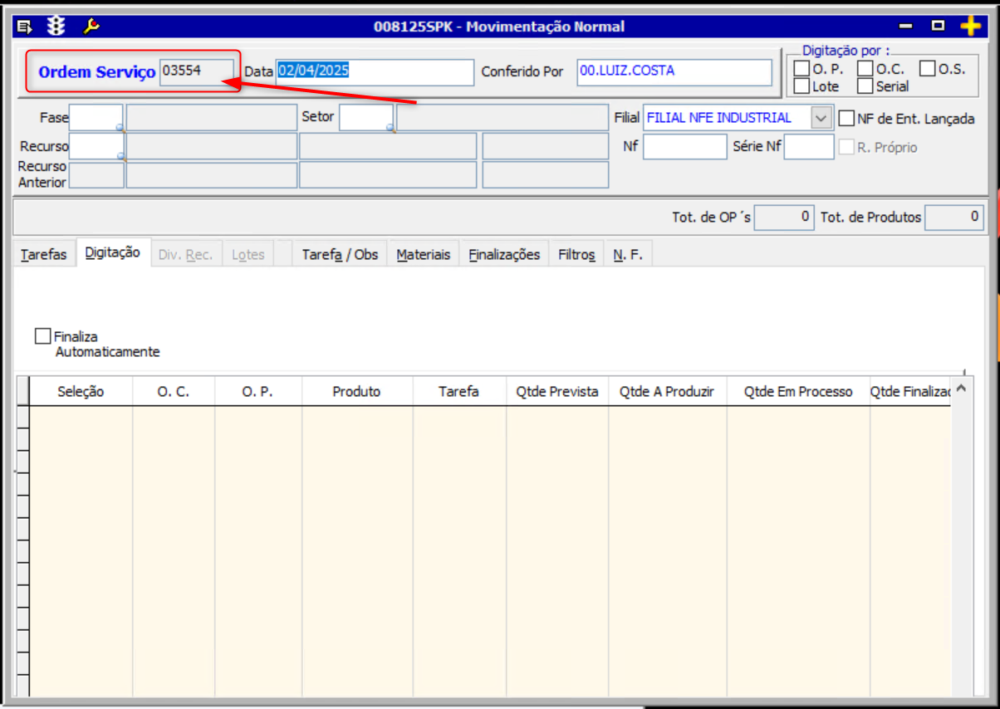 008125SPK - Movimentação Normal
Ordem Serviço 03554 Data 02/04/2025 Conferido Por 00.LUIZ.COSTA
Digitação por :
O. P. O.C. O.S.
Lote Serial
Fase Setor Filial FILIAL NFE INDUSTRIAL NF de Ent. Lançada
Recurso Nf Série Nf R. Próprio
Recurso
Anterior
Tot. de OP ´s 0 Tot. de Produtos 0
Tarefas Digitação Div. Rec. Lotes Tarefa / Obs Materiais Finalizações Filtros N. F.
Finaliza
Automaticamente
Seleção O. C. O. P. Produto Tarefa Qtde Prevista Qtde A Produzir Qtde Em Processo Qtde Finalizad